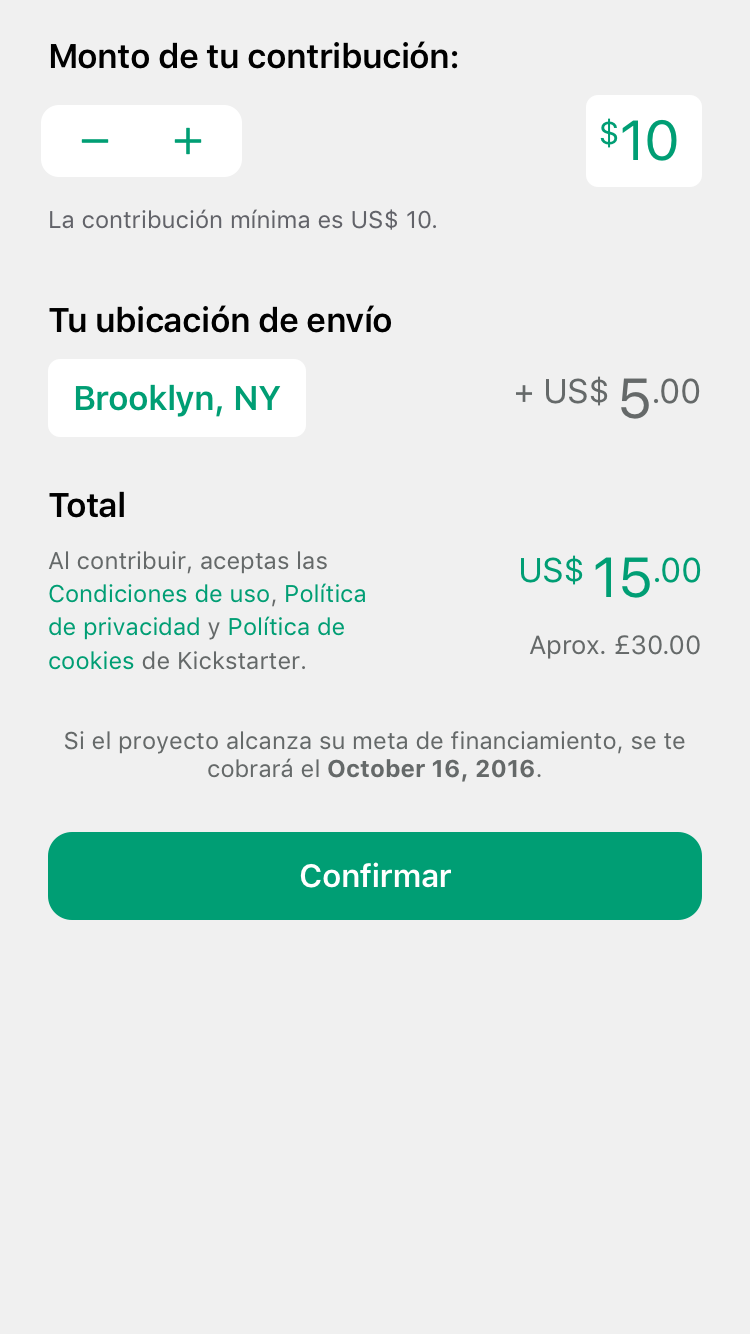 Monto de tu contribución:
− +
$10
La contribución mínima es US$ 10.
Tu ubicación de envío
Brooklyn, NY
+ US$ 5.00
Total
Al contribuir, aceptas las
Condiciones de uso, Política
de privacidad y Política de
cookies de Kickstarter.
US$ 15.00
Aprox. £30.00
Si el proyecto alcanza su meta de financiamiento, se te
cobrará el October 16, 2016.
Confirmar